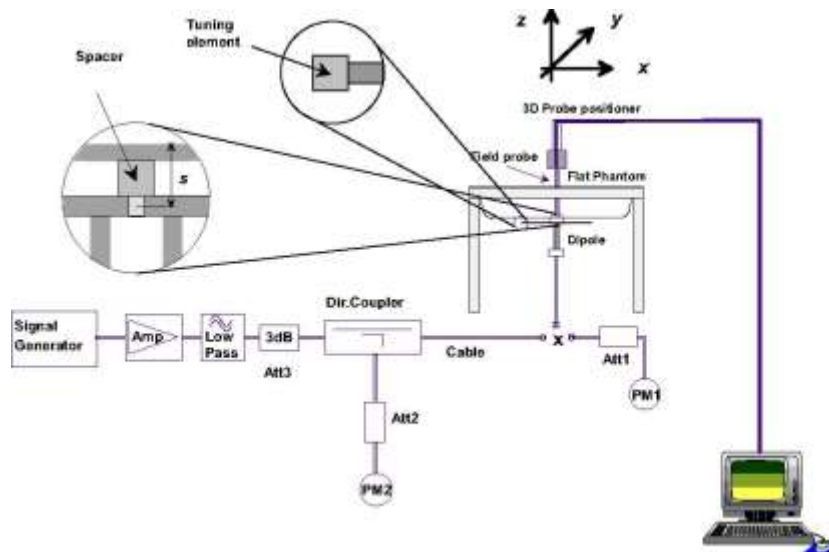 Tuning
element
Spacer
z
y
x
3D Probe positioner
Field probe
Flat Phantom
s
Dipole
Dir.Coupler
Signal
Generator
Amp
Low
Pass
3dB
Att3
Cable
x
Att1
PM1
Att2
PM2